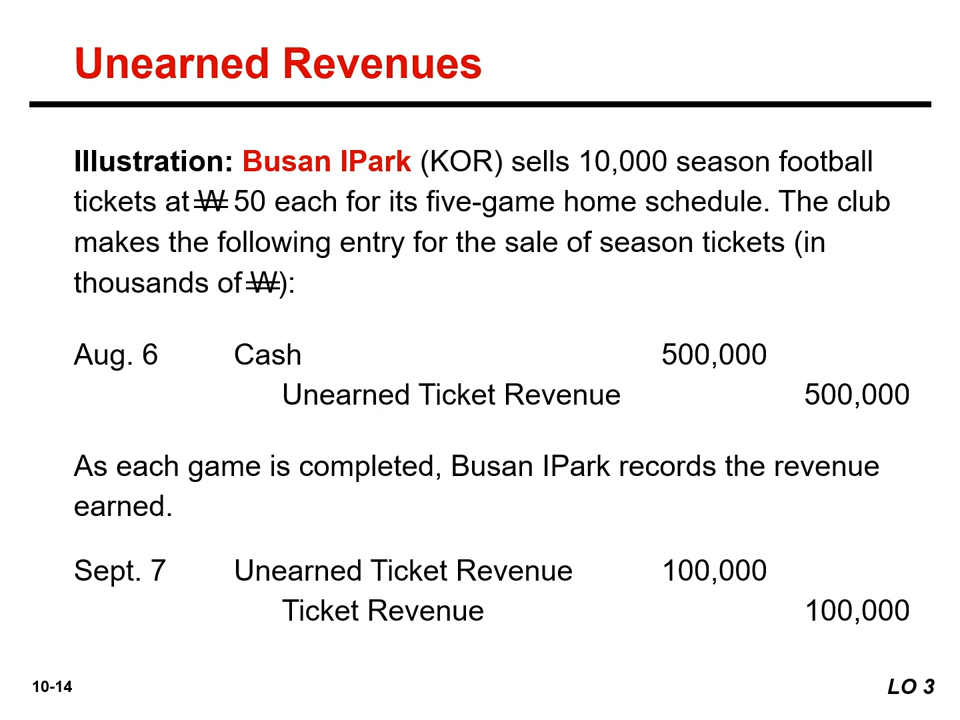 Unearned Revenues
Illustration: Busan IPark (KOR) sells 10,000 season football
tickets at ₩ 50 each for its five-game home schedule. The club
makes the following entry for the sale of season tickets (in
thousands of ₩):
Aug. 6 Cash 500,000
Unearned Ticket Revenue 500,000
As each game is completed, Busan IPark records the revenue
earned.
Sept. 7 Unearned Ticket Revenue 100,000
Ticket Revenue 100,000
10-14 LO 3